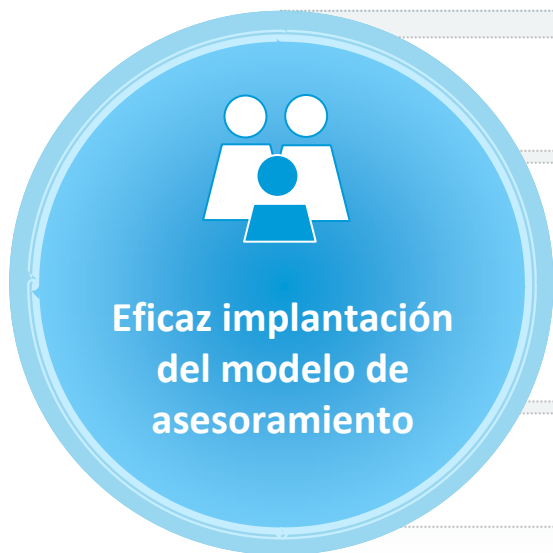 Eficaz implantación
del modelo de
asesoramiento